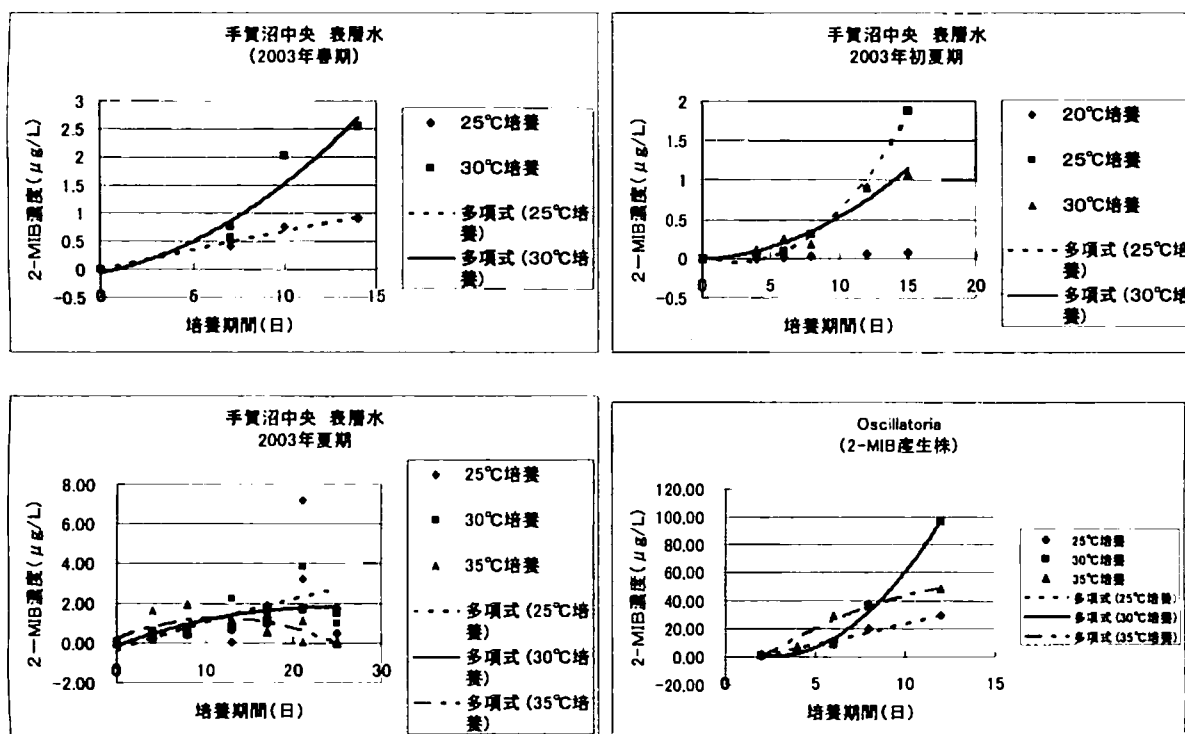 手賀沼中央 表層水
(2003年春期)
2-MIB濃度(μg/L)
3
2.5
2
1.5
1
0.5
0
-0.5
0
5
10
15
培養期間(日)
25℃培養
30℃培養
多項式 (25℃培
養)
多項式 (30℃培
養)
手賀沼中央 表層水
2003年初夏期
2-MIB濃度(μg/L)
2
1.5
1
0.5
0
-0.5
0
5
10
15
20
培養期間(日)
20℃培養
25℃培養
30℃培養
多項式 (25℃培
養)
多項式 (30℃培
養)
手賀沼中央 表層水
2003年夏期
2-MIB濃度(μg/L)
8.00
6.00
4.00
2.00
0.00
-2.00
0
10
20
30
培養期間(日)
25℃培養
30℃培養
35℃培養
多項式 (25℃培
養)
多項式 (30℃培
養)
多項式 (35℃培
養)
Oscillatoria
(2-MIB産生株)
2-MIB濃度(μg/L)
120.00
100.00
80.00
60.00
40.00
20.00
0.00
-20.00
0
5
10
15
培養期間(日)
25℃培養
30℃培養
35℃培養
多項式 (25℃培養)
多項式 (30℃培養)
多項式 (35℃培養)